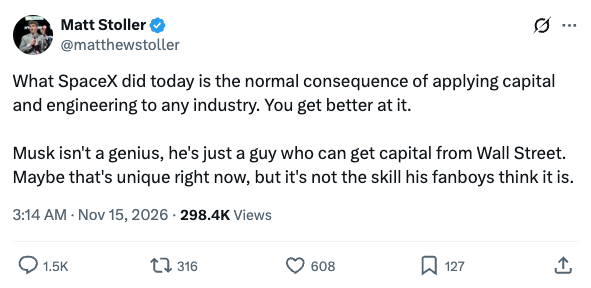 Matt Stoller
@matthewstoller
What SpaceX did today is the normal consequence of applying capital
and engineering to any industry. You get better at it.
Musk isn't a genius, he's just a guy who can get capital from Wall Street.
Maybe that's unique right now, but it's not the skill his fanboys think it is.
3:14 AM · Nov 15, 2026 · 298.4K Views
1.5K 316 608 127